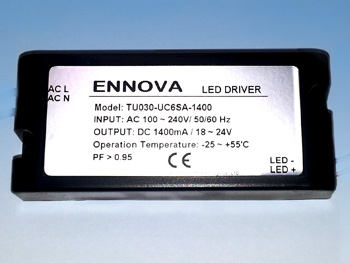 ENNOVA LED DRIVER
AC L
AC N
Model: TU030-UC6SA-1400
INPUT: AC 100 ~ 240V/ 50/60 Hz
OUTPUT: DC 1400mA / 18 ~ 24V
Operation Temperature: -25 ~ +55℃
PF > 0.95
CE
LED -
LED +